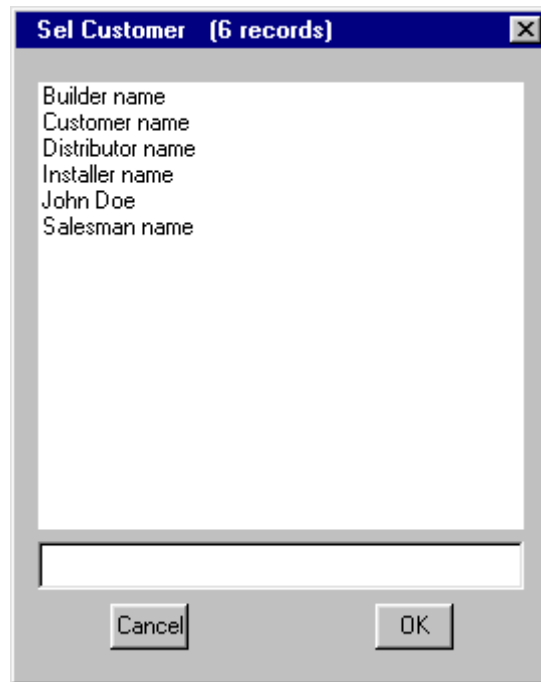 Sel Customer (6 records)
Builder name
Customer name
Distributor name
Installer name
John Doe
Salesman name
Cancel
OK